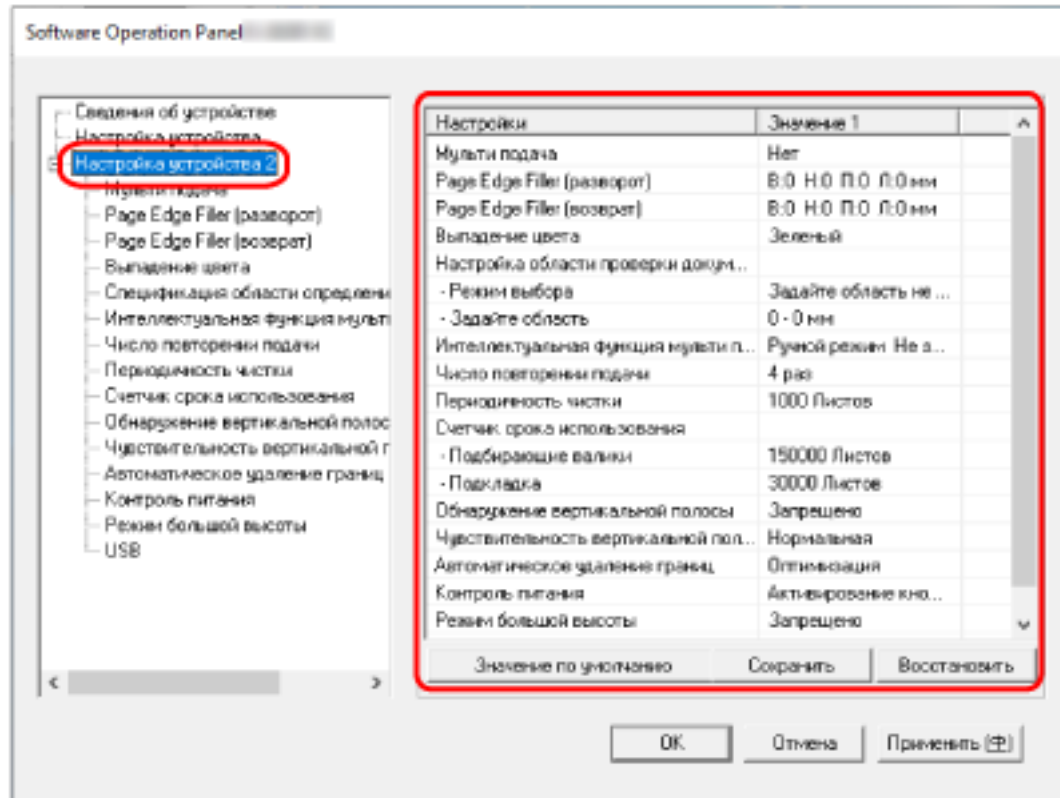 Software Operation Panel
Сведения об устройстве
Настройка устройства
Настройка устройства 2
Мульти подача
Page Edge Filler (разворот)
Page Edge Filler (возврат)
Выпадение цвета
Спецификация области определени
Интеллектуальная функция мульти
Число повторении подачи
Периодичность чистки
Счетчик срока использования
Обнаружение вертикальной полос
Чувствительность вертикальной п
Автоматическое удаление границ
Контроль питания
Режим большой высоты
USB
Настройки Значение 1
Мульти подача Нет
Page Edge Filler (разворот) В:0 Н:0 П:0 Л:0 мм
Page Edge Filler (возврат) В:0 Н:0 П:0 Л:0 мм
Выпадение цвета Зеленый
Настройка области проверки докум...
- Режим выбора Задайте область не ...
- Задайте область 0 - 0 мм
Интеллектуальная функция мульти п... Ручной режим Не з...
Число повторении подачи 4 раз
Периодичность чистки 1000 Листов
Счетчик срока использования
- Подбирающие валики 150000 Листов
- Подкладка 30000 Листов
Обнаружение вертикальной полосы Запрещено
Чувствительность вертикальной пол... Нормальная
Автоматическое удаление границ Оптимизация
Контроль питания Активирование кно...
Режим большой высоты Запрещено
Значение по умолчанию Сохранить Восстановить
OK Отмена Применить (中)